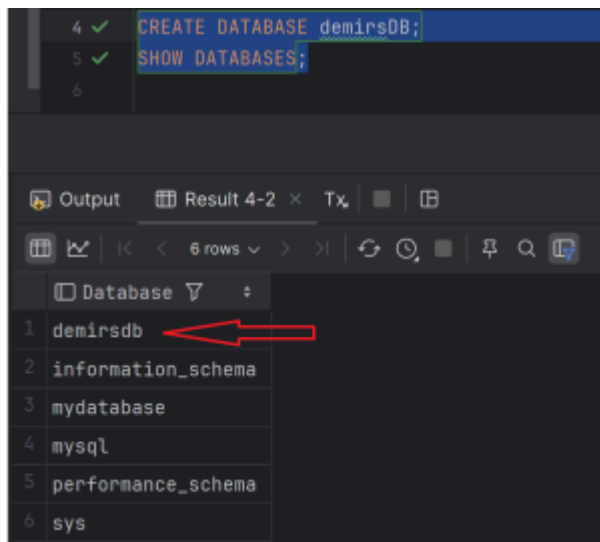 4 CREATE DATABASE demirsDB;
5 SHOW DATABASES;
6
Output Result 4-2 × Tx
6 rows
Database
1 demirsdb
2 information_schema
3 mydatabase
4 mysql
5 performance_schema
6 sys